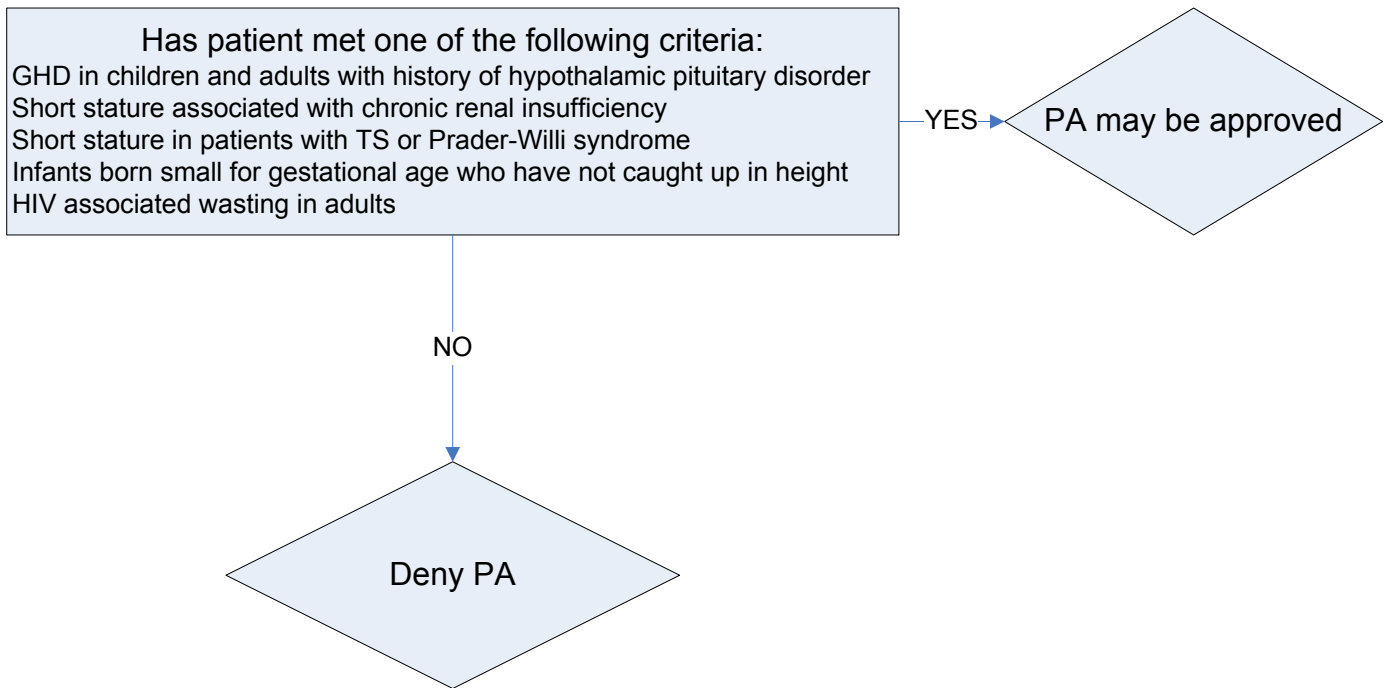 Has patient met one of the following criteria:
GHD in children and adults with history of hypothalamic pituitary disorder
Short stature associated with chronic renal insufficiency
Short stature in patients with TS or Prader-Willi syndrome
Infants born small for gestational age who have not caught up in height
HIV associated wasting in adults
YES
PA may be approved
NO
Deny PA